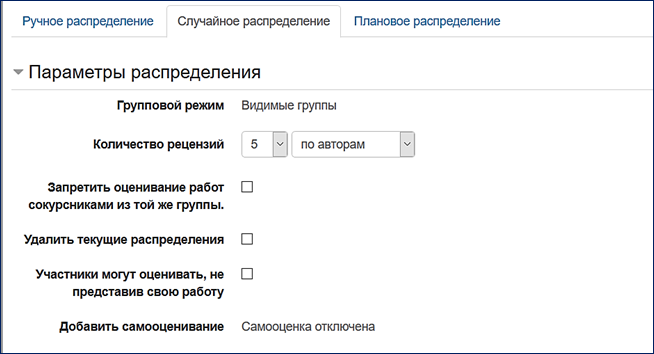 Ручное распределение Случайное распределение Плановое распределение
Параметры распределения
Групповой режим Видимые группы
Количество рецензий 5 по авторам
Запретить оценивание работ
сокурсниками из той же группы.
Удалить текущие распределения
Участники могут оценивать, не
представив свою работу
Добавить самооценивание Самооценка отключена